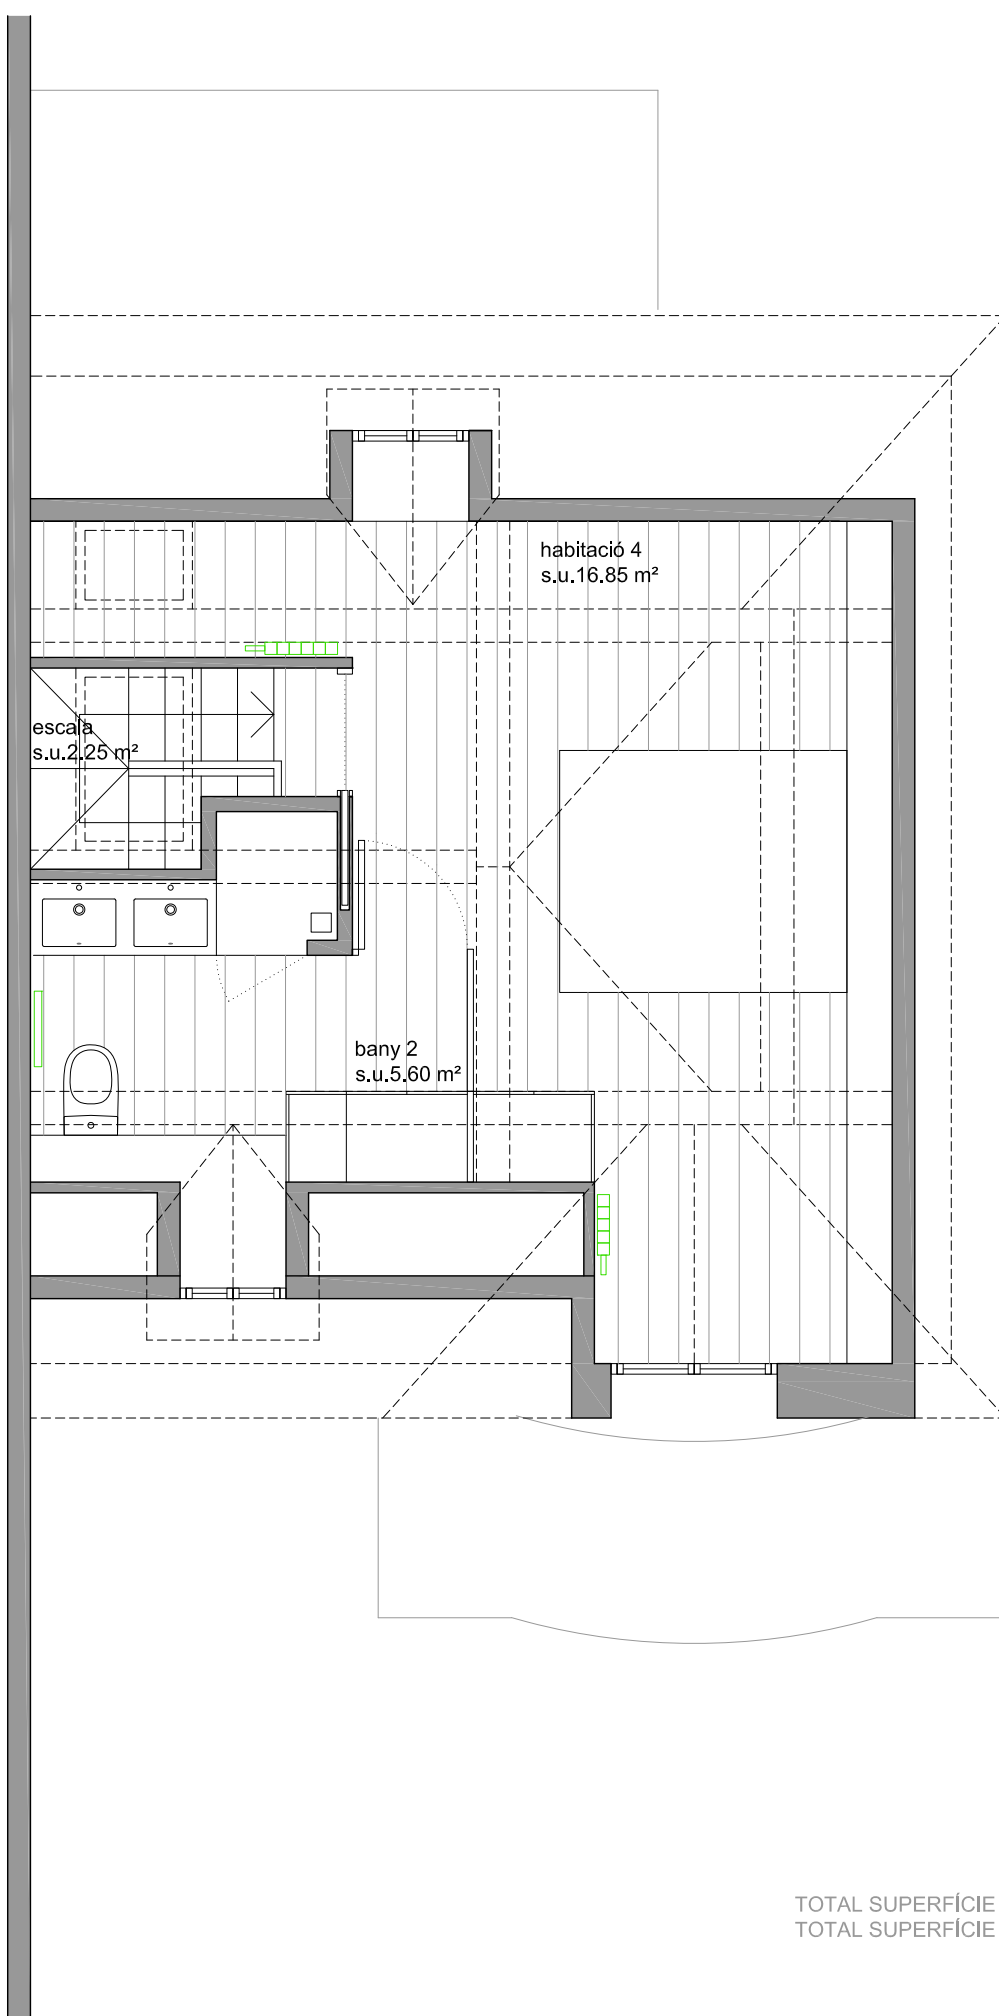 habitació 4
s.u.16.85 m²
escala
s.u.2.25 m²
bany 2
s.u.5.60 m²
TOTAL SUPERFÍCIE
TOTAL SUPERFÍCIE